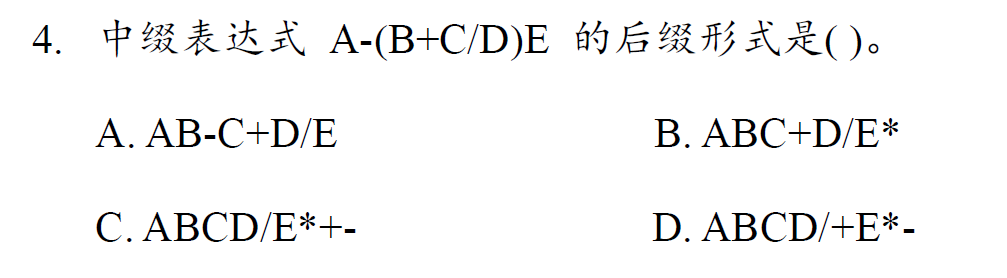 4. 中缀表达式 A-(B+C/D)E 的后缀形式是( )。
A. AB-C+D/E B. ABC+D/E*
C. ABCD/E*+- D. ABCD/+E*-